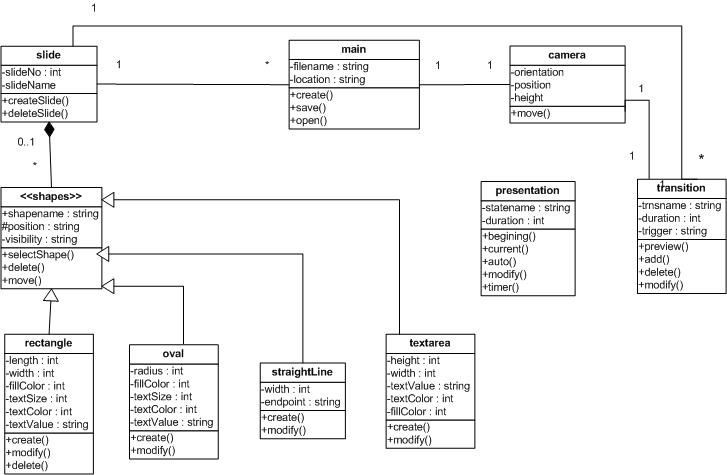 1
slide
-slideNo : int
-slideName
+createSlide()
+deleteSlide()
1
*
main
-filename : string
-location : string
+create()
+save()
+open()
1
1
camera
-orientation
-position
-height
+move()
1
1
*
0..1
*
<<shapes>>
+shapename : string
#position : string
-visibility : string
+selectShape()
+delete()
+move()
presentation
-statename : string
-duration : int
+begining()
+current()
+auto()
+modify()
+timer()
1
transition
-trnsname : string
-duration : int
-trigger : string
+preview()
+add()
+delete()
+modify()
rectangle
-length : int
-width : int
-fillColor : int
-textSize : int
-textColor : int
-textValue : string
+create()
+modify()
+delete()
oval
-radius : int
-fillColor : int
-textSize : int
-textColor : int
-textValue : string
+create()
+modify()
straightLine
-width : int
-endpoint : string
+create()
+modify()
textarea
-height : int
-width : int
-textValue : string
-textColor : int
-fillColor : int
+create()
+modify()